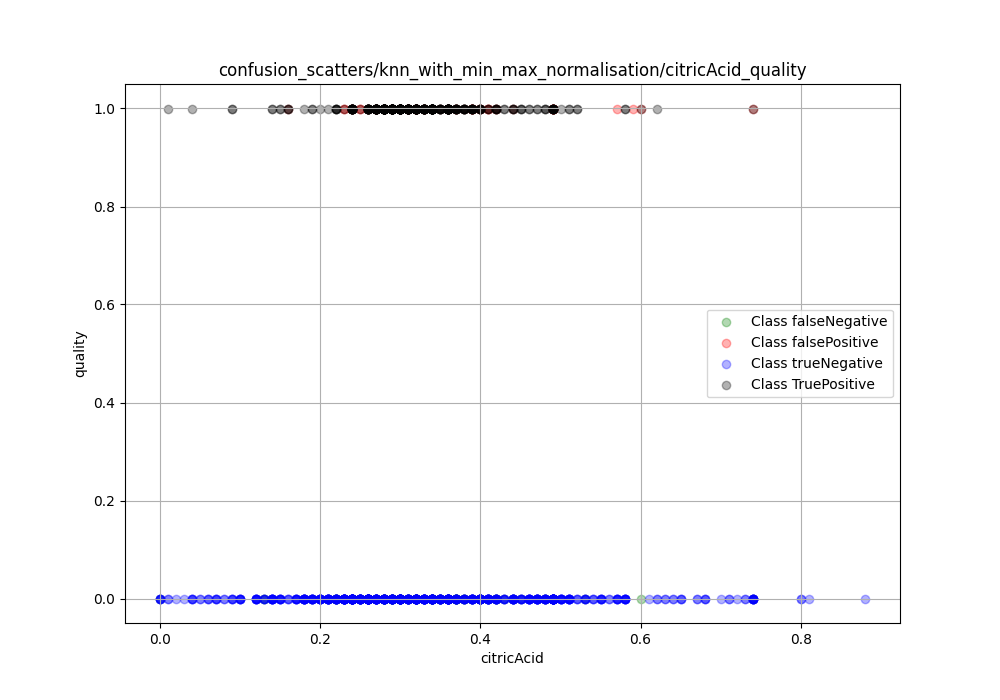 confusion_scatters/knn_with_min_max_normalisation/citricAcid_quality
1.0
0.8
0.6
0.4
0.2
0.0
quality
Class falseNegative
Class falsePositive
Class trueNegative
Class TruePositive
0.0
0.2
0.4
0.6
0.8
citricAcid